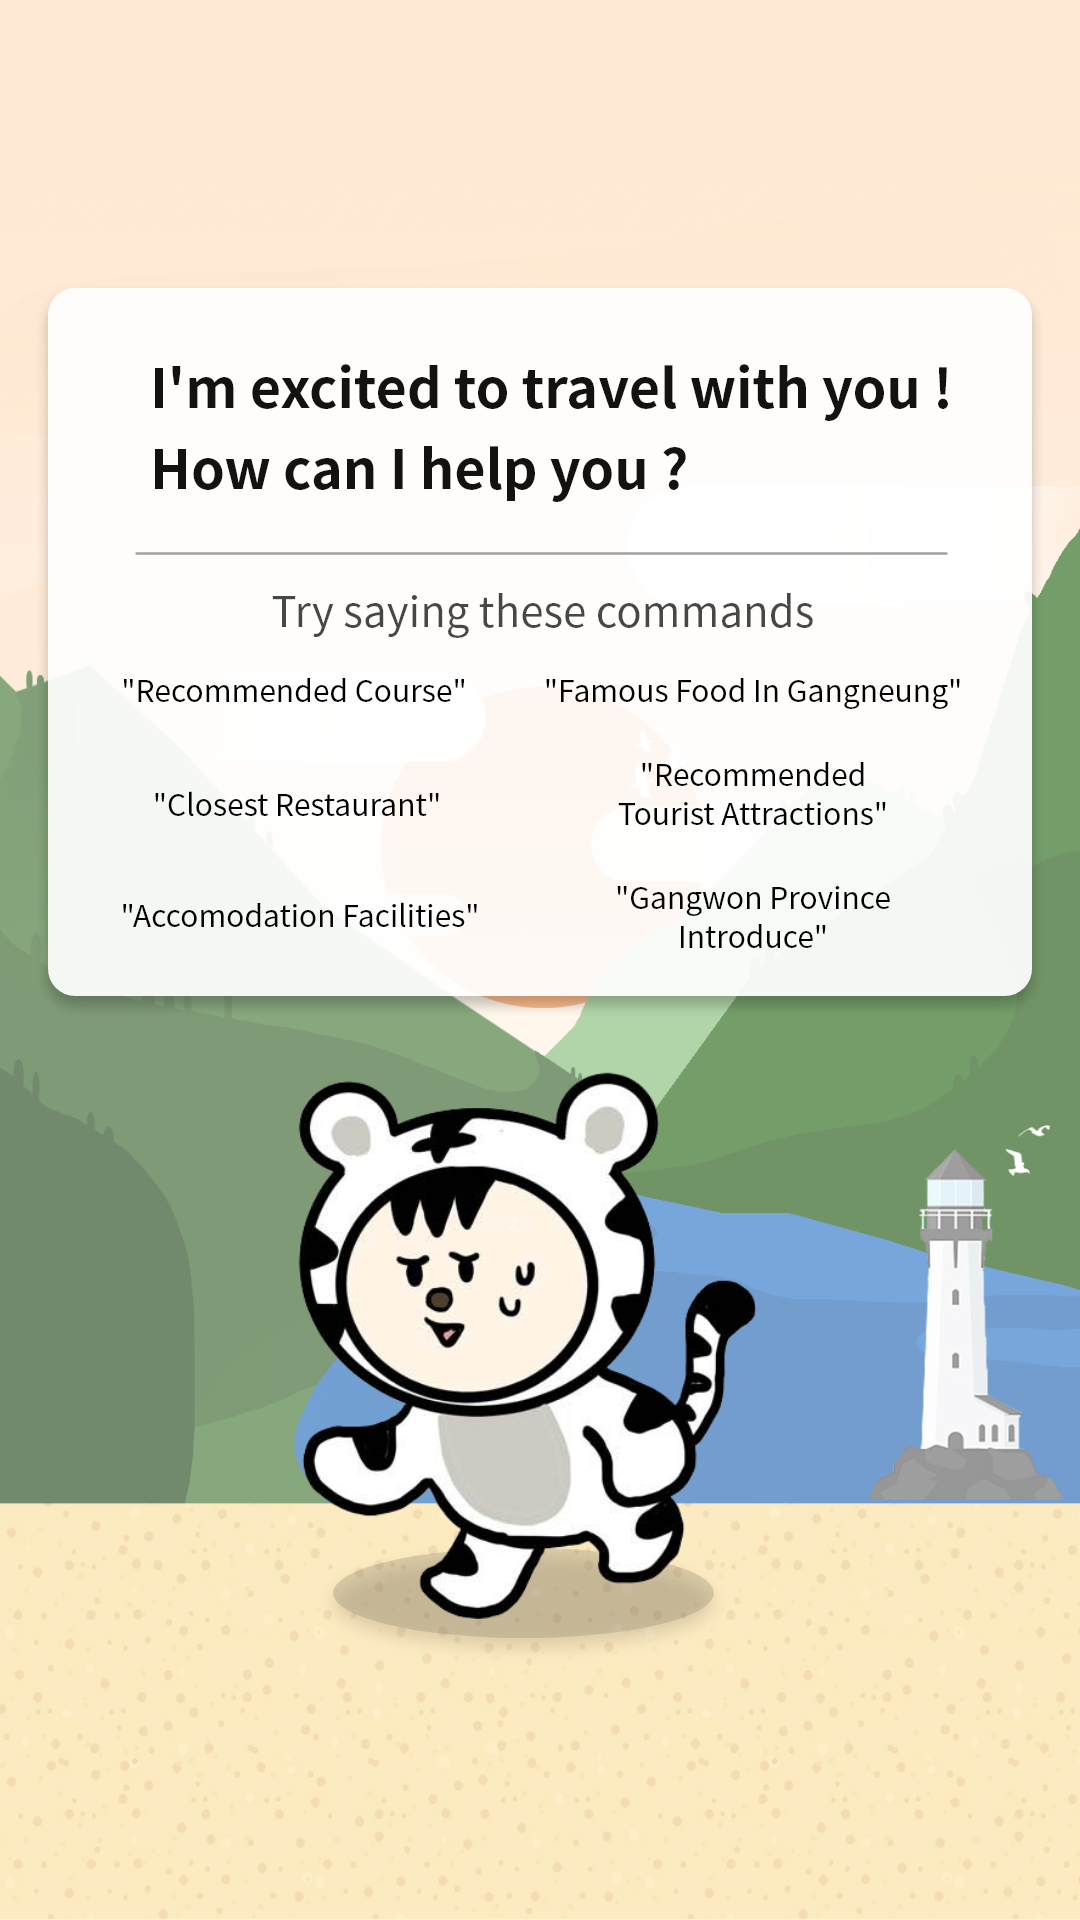 I'm excited to travel with you !
How can I help you ?
Try saying these commands
"Recommended Course"
"Famous Food In Gangneung"
"Closest Restaurant"
"Recommended
Tourist Attractions"
"Accomodation Facilities"
"Gangwon Province
Introduce"